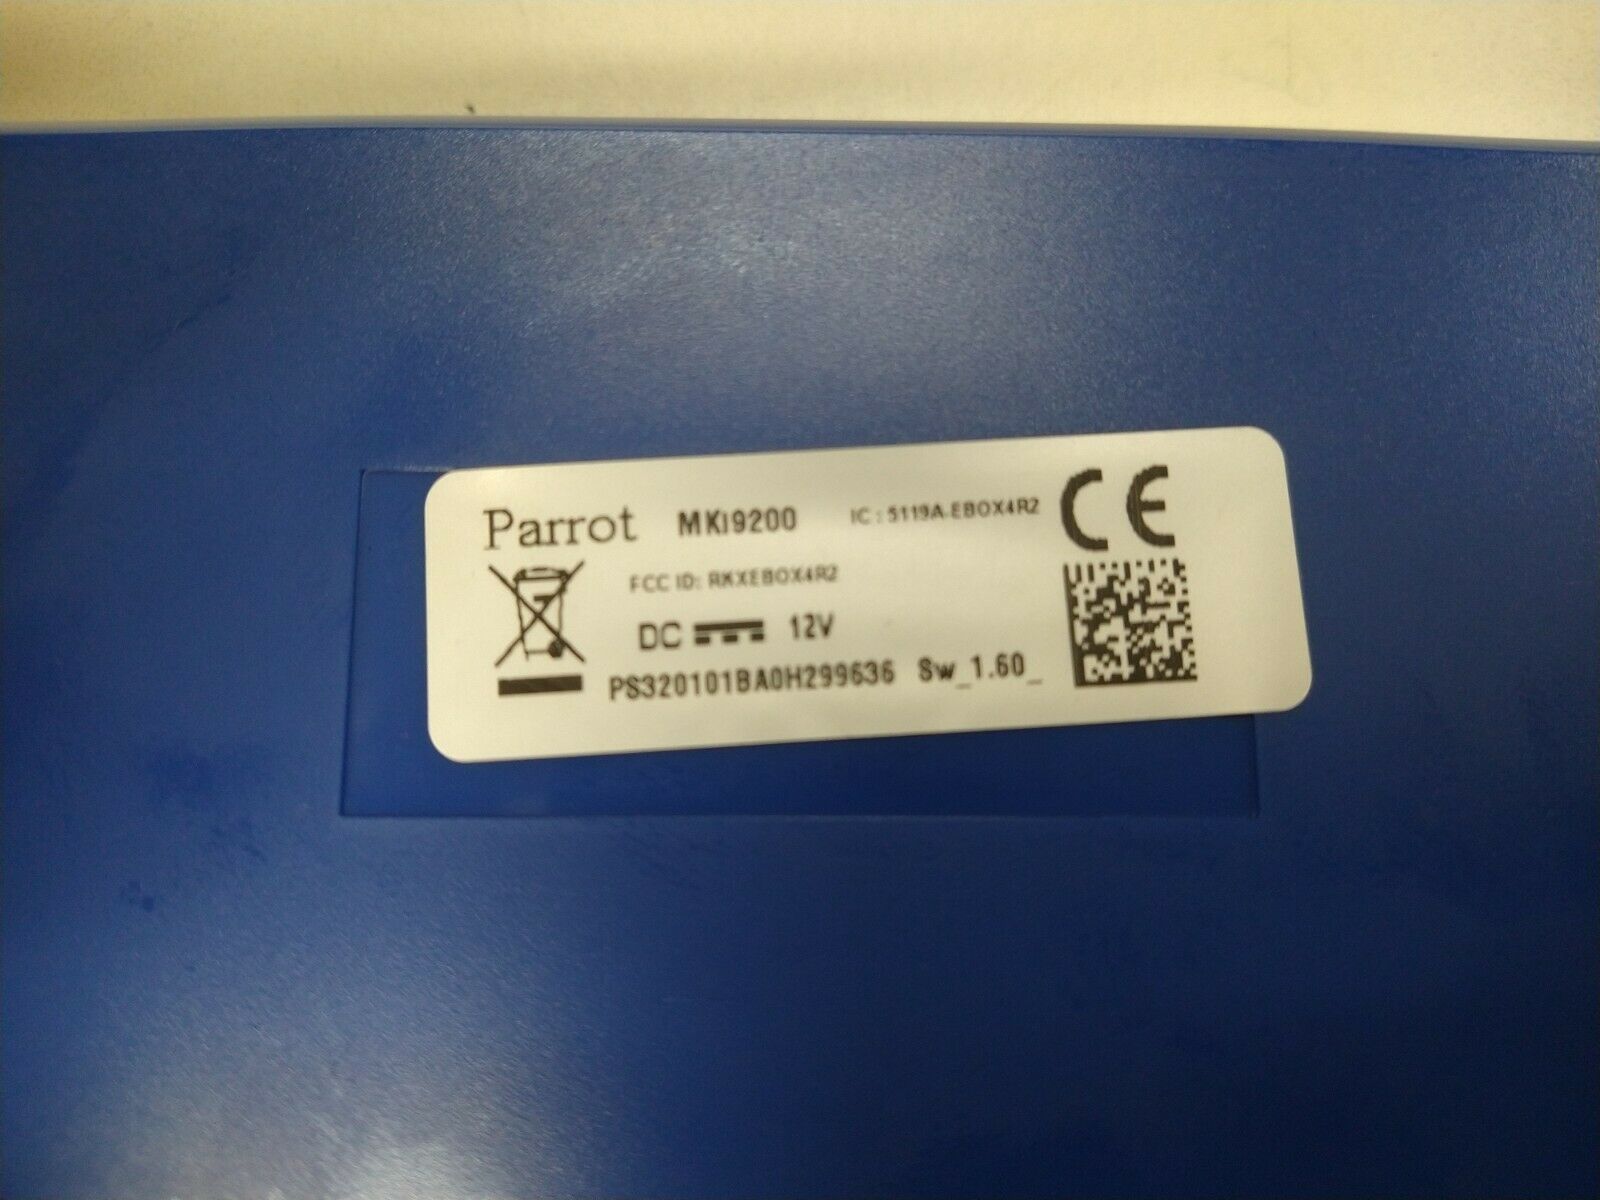 Parrot MKi9200 IC : 5119A-EBOX4R2 CE
FCC ID: RKXEBOX4R2
DC 12V
PS320101BA0H299636 Sw_1.60_